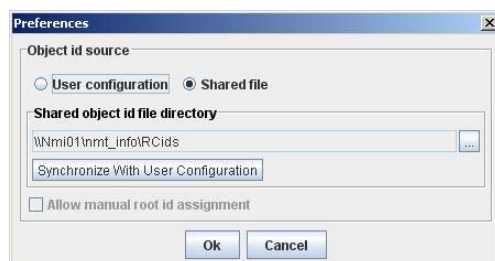 Preferences
Object id source
User configuration Shared file
Shared object id file directory
\\Nmi01\nmt_info\RCids ...
Synchronize With User Configuration
Allow manual root id assignment
Ok Cancel